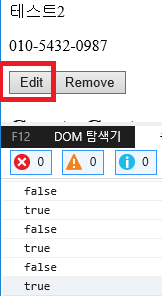 테스트2
010-5432-0987
Edit Remove
F12 DOM 탐색기
0 0 0
false
true
false
true
false
true